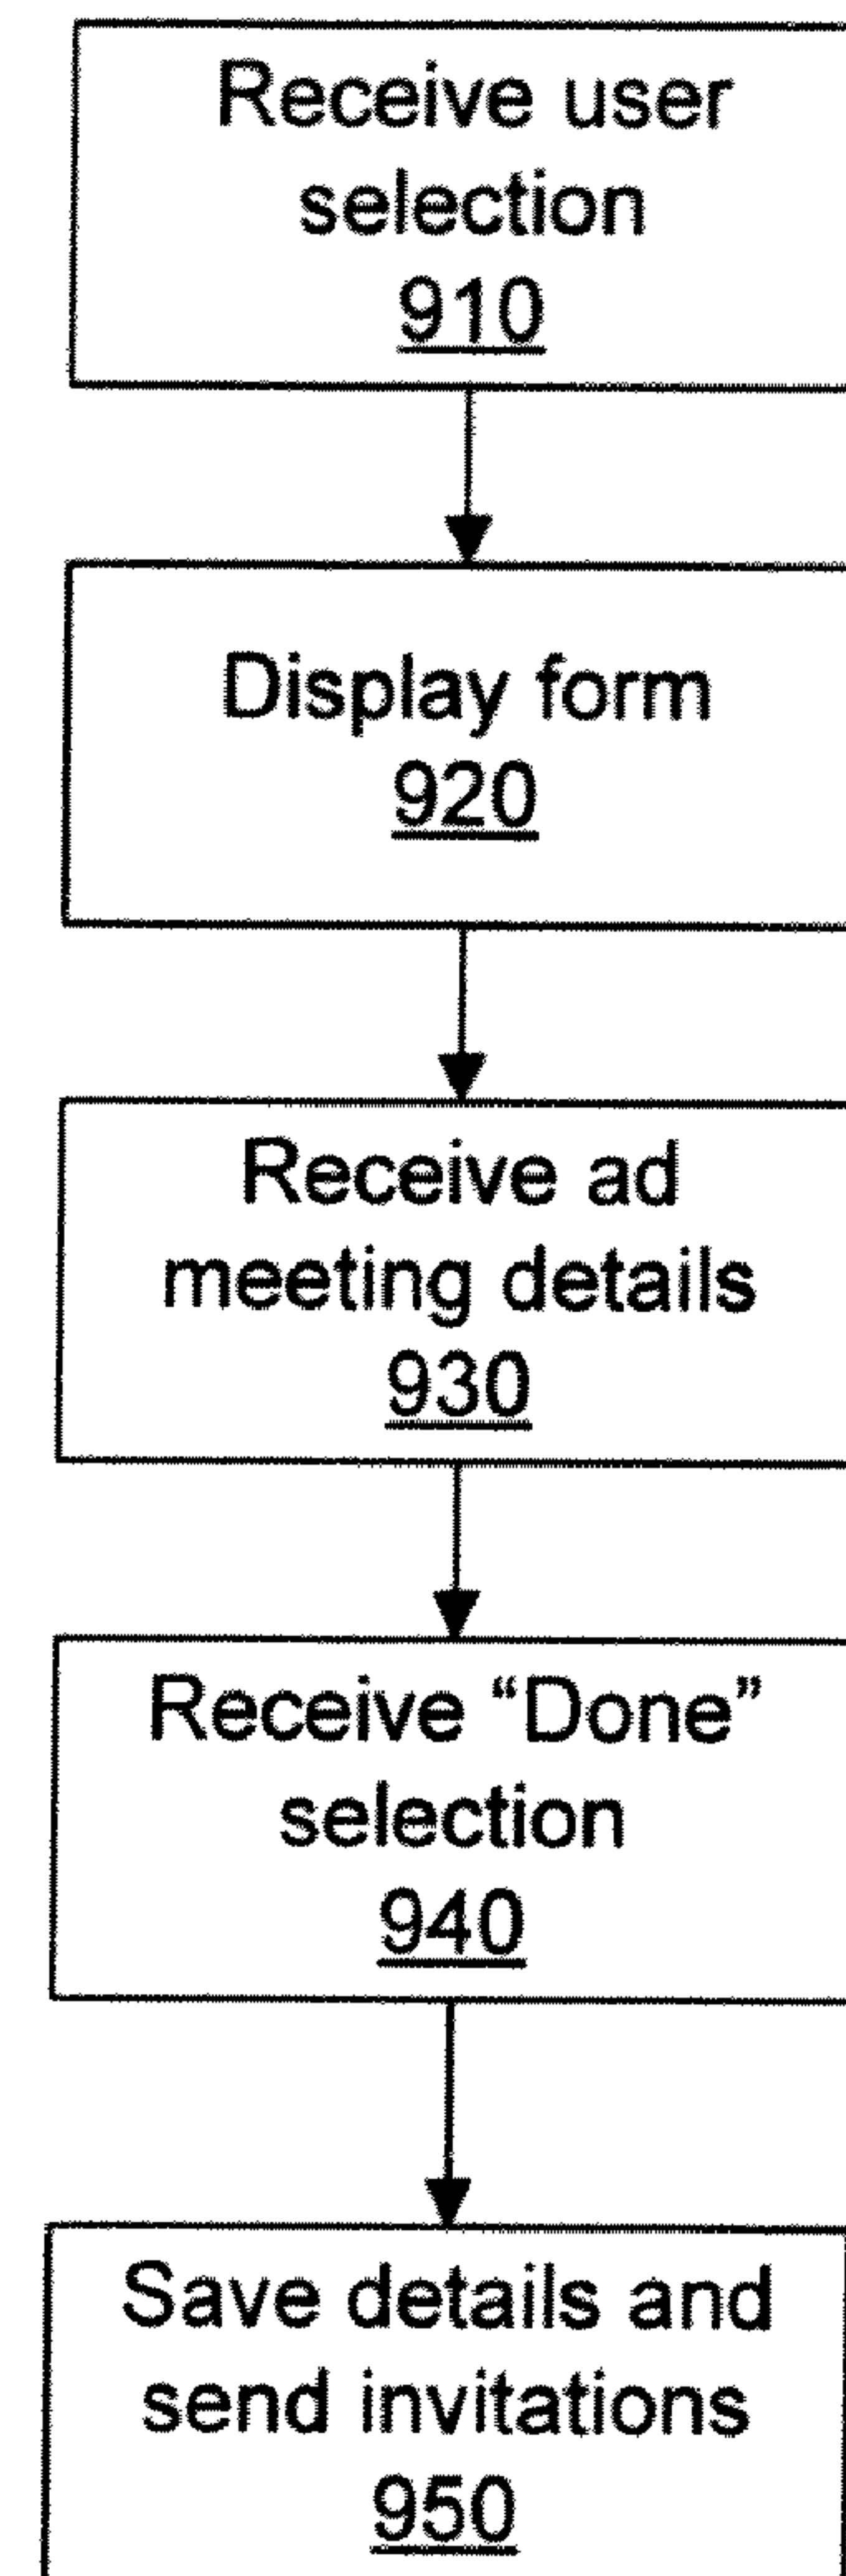 Receive user
selection
910
Display form
920
Receive ad
meeting details
930
Receive “Done”
selection
940
Save details and
send invitations
950